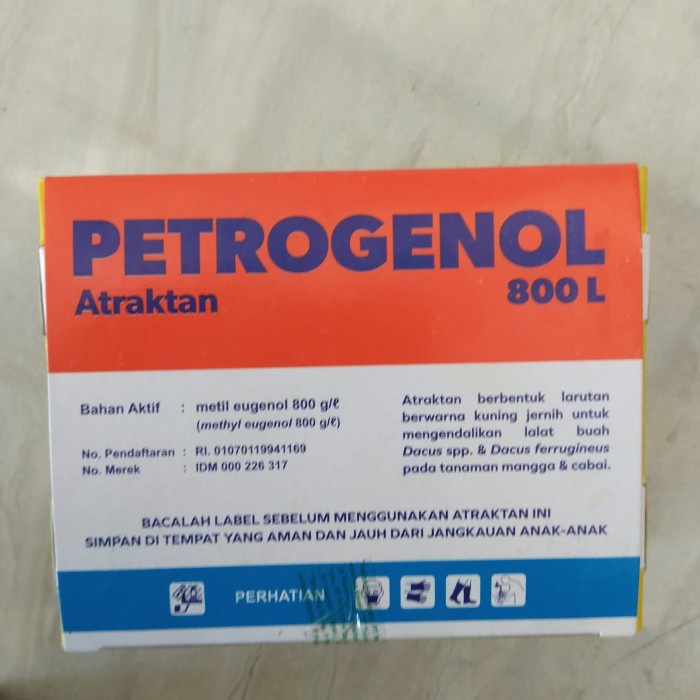 PETROGENOL
Atraktan 800 L
Bahan Aktif : metil eugenol 800 g/ℓ
(methyl eugenol 800 g/ℓ)
No. Pendaftaran : RI. 01070119941169
No. Merek : IDM 000 226 317
Atraktan berbentuk larutan
berwarna kuning jernih untuk
mengendalikan lalat buah
Dacus spp. & Dacus ferrugineus
pada tanaman mangga & cabai.
BACALAH LABEL SEBELUM MENGGUNAKAN ATRAKTAN INI
SIMPAN DI TEMPAT YANG AMAN DAN JAUH DARI JANGKAUAN ANAK-ANAK
PERHATIAN